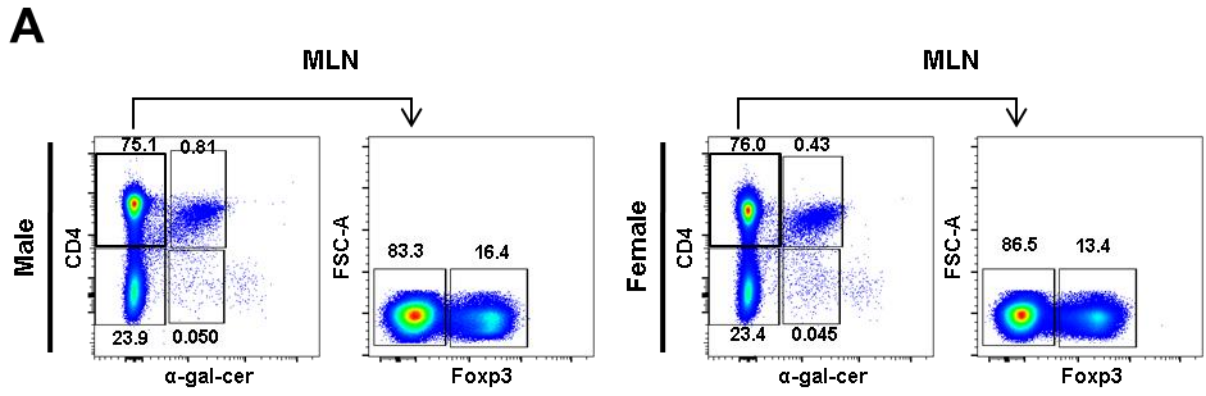 A
MLN
MLN
Male
CD4
75.1
0.81
23.9
0.050
α-gal-cer
FSC-A
83.3
16.4
Foxp3
Female
CD4
76.0
0.43
23.4
0.045
α-gal-cer
FSC-A
86.5
13.4
Foxp3